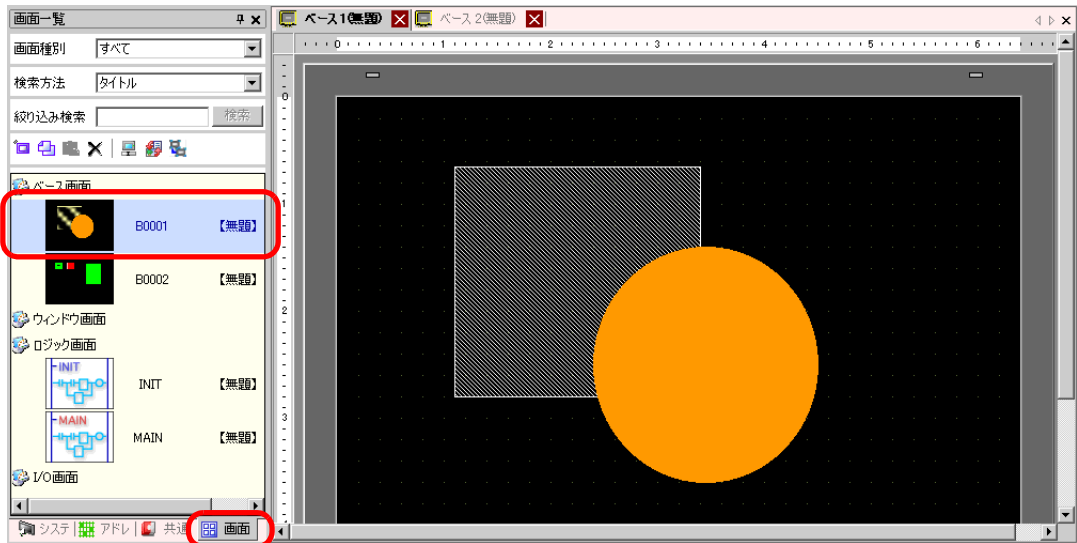 画面一覧
画面種別 すべて
検索方法 タイトル
絞り込み検索 検索
ベース画面
B0001 【無題】
B0002 【無題】
ウィンドウ画面
ロジック画面
INIT
INIT 【無題】
MAIN
MAIN 【無題】
I/O画面
システ アドレ 共通 画面
ベース1(無題) ベース 2(無題)
0 1 2 3 4 5 6
0
1
2
3